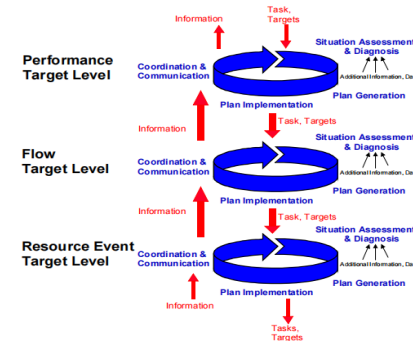 Information
Task,
Targets
Performance
Target Level
Coordination &
Communication
Situation Assessment
& Diagnosis
Additional Information, Da
Plan Generation
Plan Implementation
Information
Task, Targets
Flow
Target Level
Coordination &
Communication
Situation Assessment
& Diagnosis
Additional Information, Da
Plan Generation
Plan Implementation
Information
Task, Targets
Resource Event
Target Level
Coordination &
Communication
Situation Assessment
& Diagnosis
Additional Information, Da
Plan Generation
Plan Implementation
Information
Tasks,
Targets